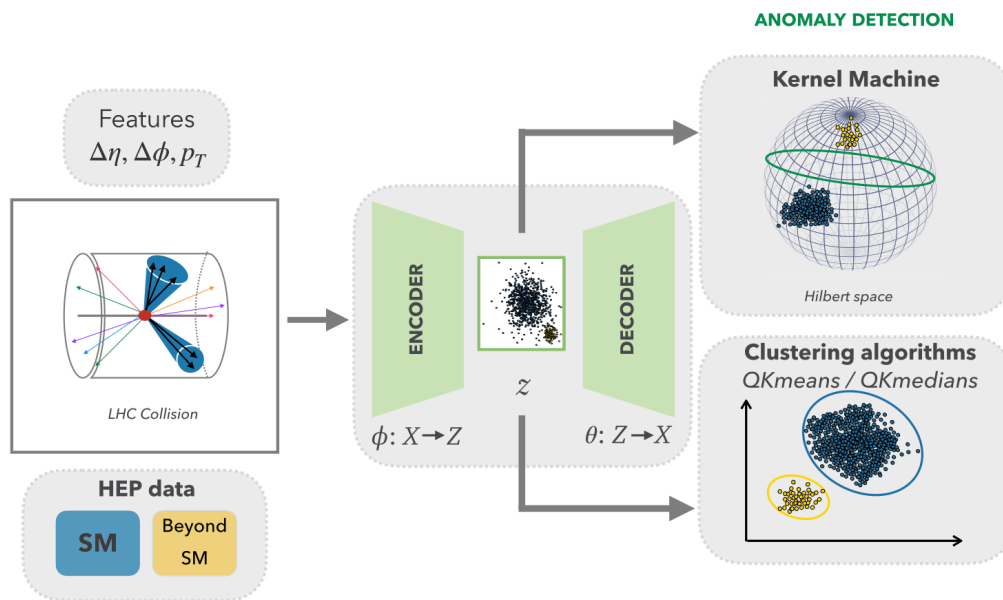 ANOMALY DETECTION
Features
Δη, Δϕ, p_T
LHC Collision
HEP data
SM
Beyond
SM
ENCODER
DECODER
z
ϕ: X→Z
θ: Z→X
Kernel Machine
Hilbert space
Clustering algorithms
QKmeans / QKmedians